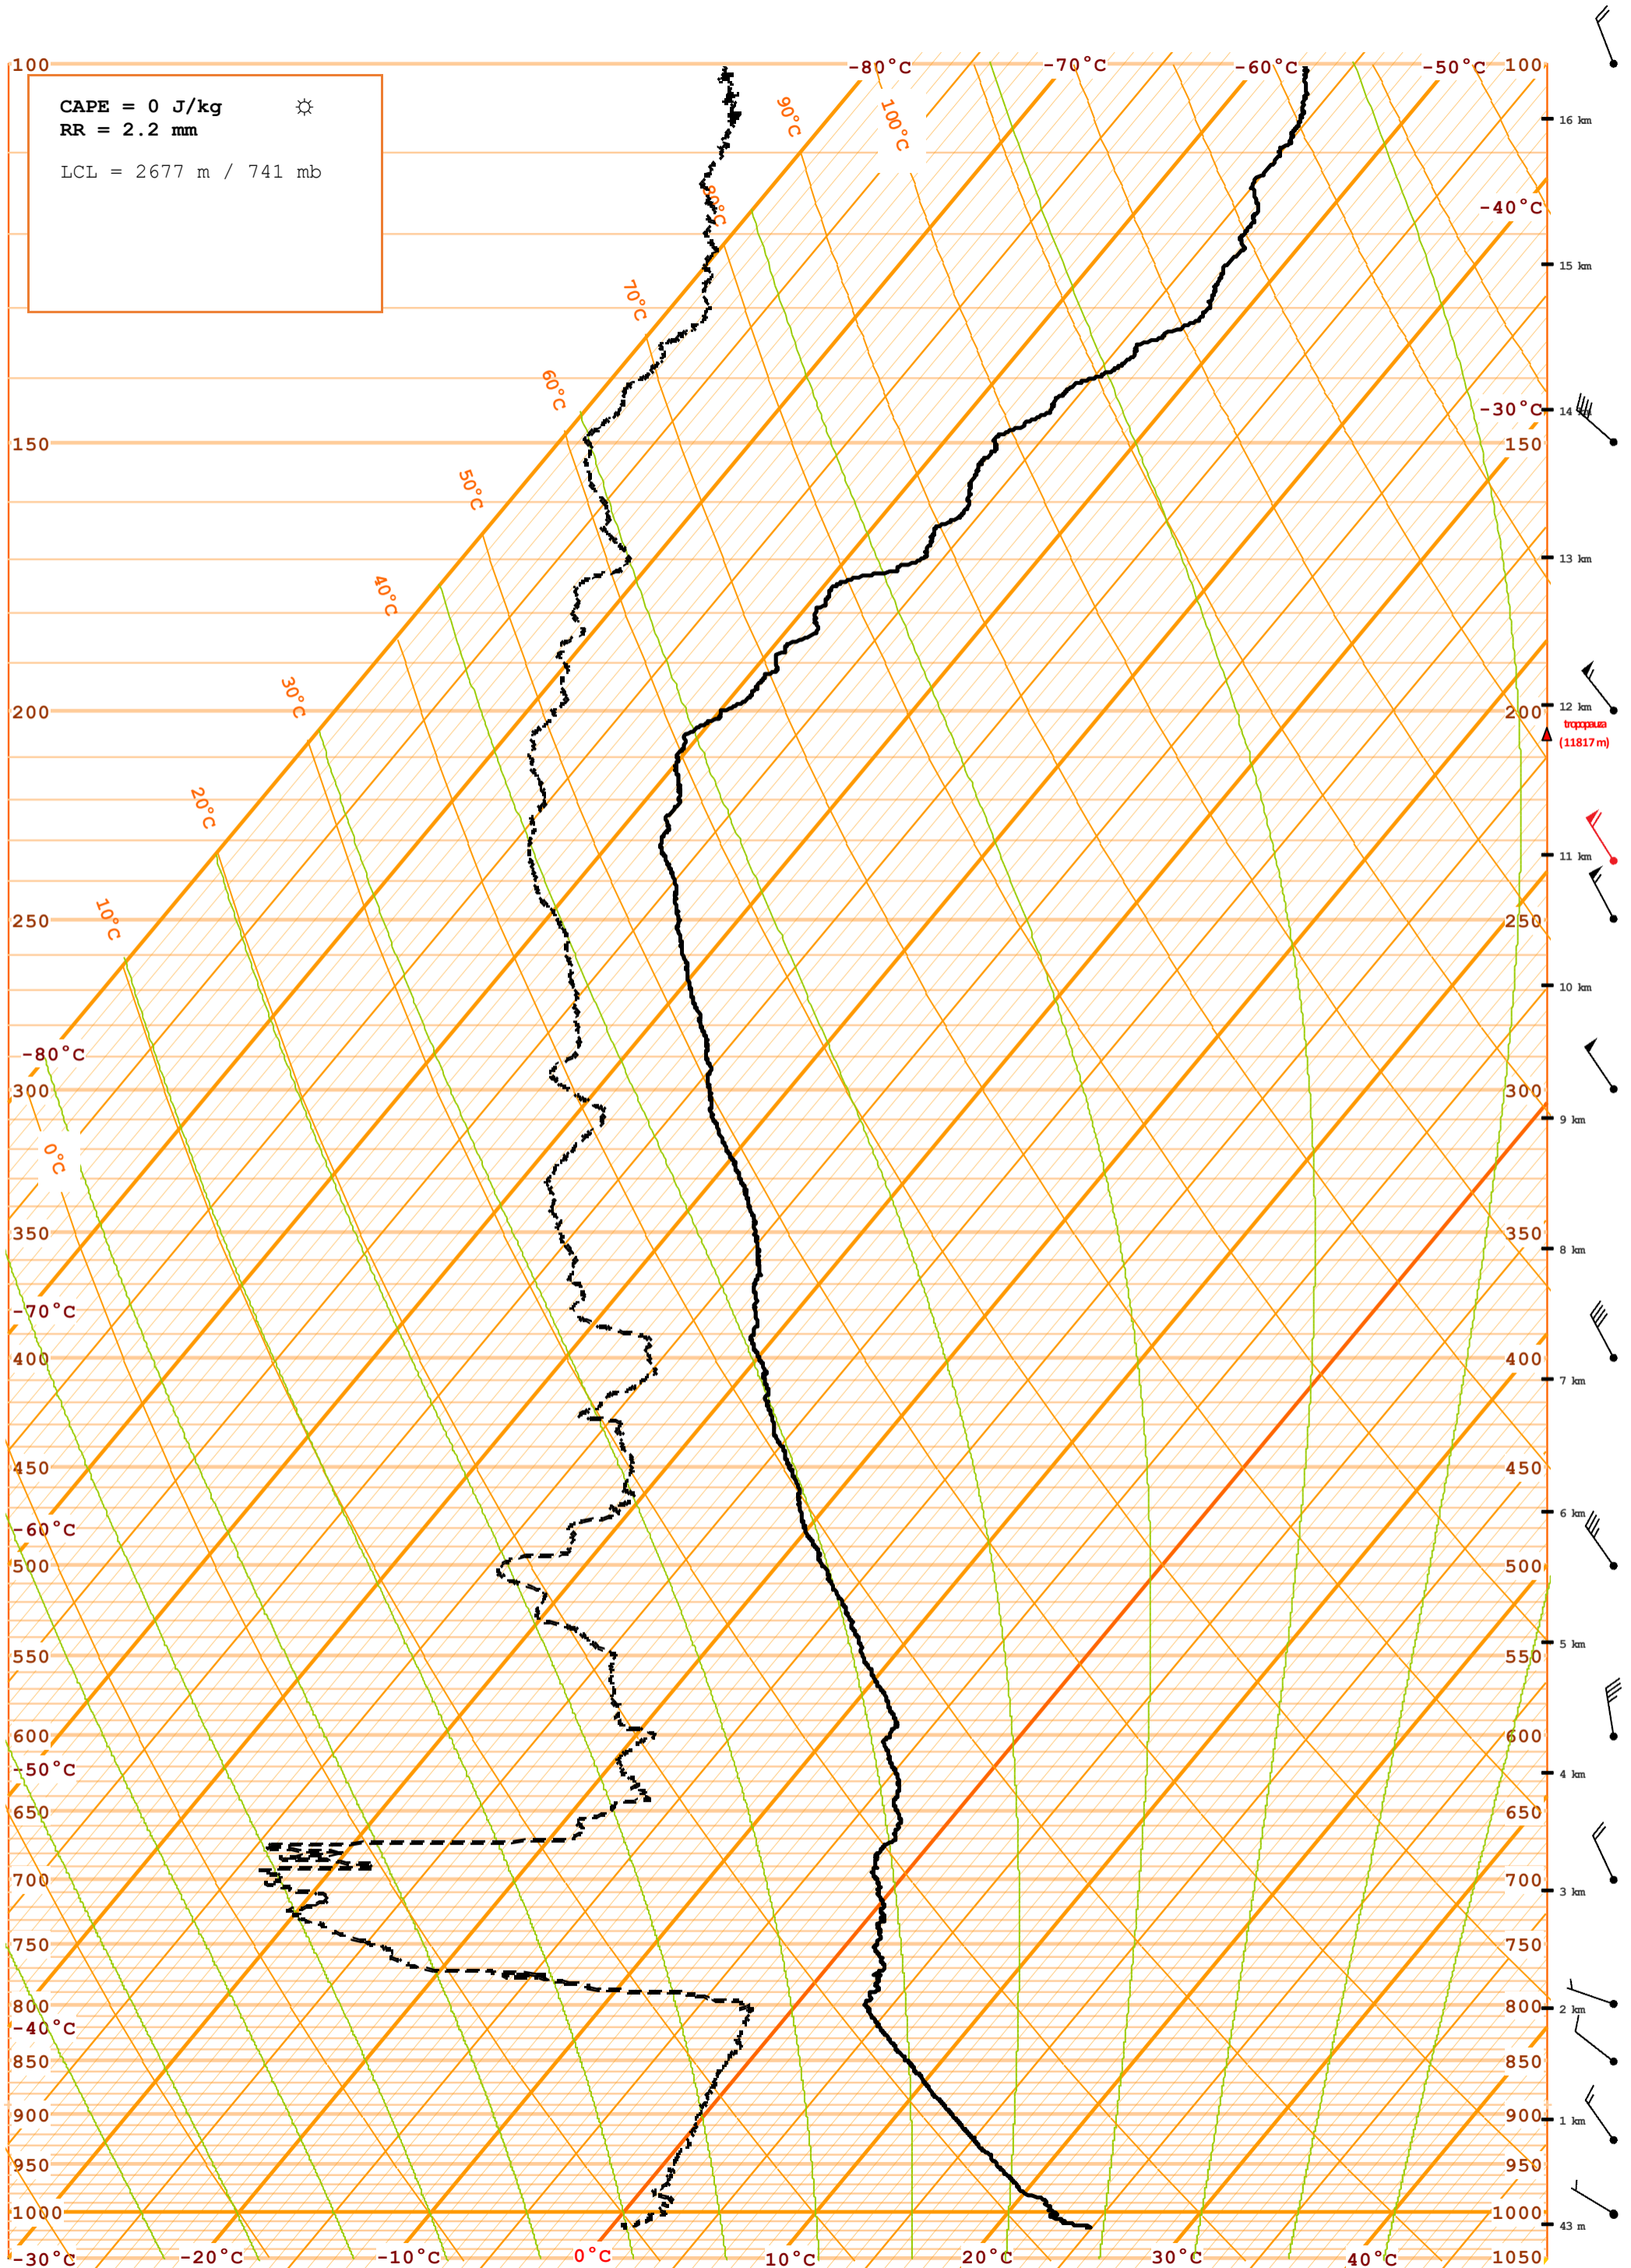 100 -80°C -70°C -60°C -50°C 100
CAPE = 0 J/kg
RR = 2.2 mm
LCL = 2677 m / 741 mb
90°C
100°C
16 km
80°C
-40°C
15 km
70°C
60°C
-30°C
14 km
150 150
50°C
13 km
40°C
30°C
200 200
12 km
tropopauza
(11817 m)
20°C
11 km
10°C
250 250
10 km
-80°C
300 300
9 km
0°C
350 350
8 km
-70°C
400 400
7 km
450 450
6 km
-60°C
500 500
5 km
550 550
600 600
-50°C
4 km
650 650
700 700
3 km
750 750
800 800
2 km
-40°C
850 850
900 900
1 km
950 950
1000 1000
43 m
-30°C -20°C -10°C 0°C 10°C 20°C 30°C 40°C 1050